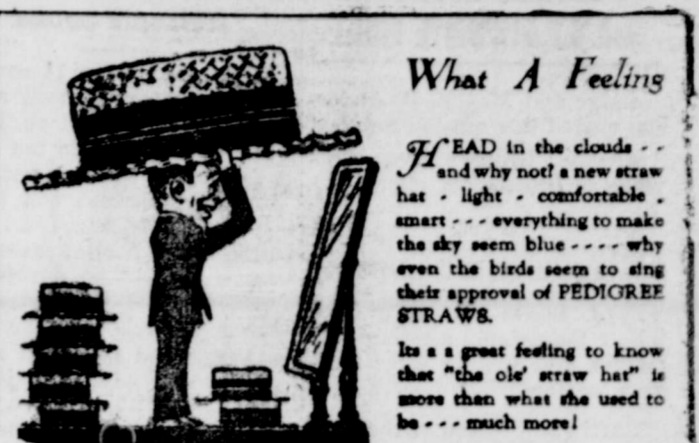 What A Feeling
HEAD in the clouds - -
and why not? a new straw
hat - light - comfortable .
smart - - - everything to make
the sky seem blue - - - - why
even the birds seem to sing
their approval of PEDIGREE
STRAWS.
Its a a great feeling to know
that "the ole' straw hat" is
more than what she used to
be - - - much more!